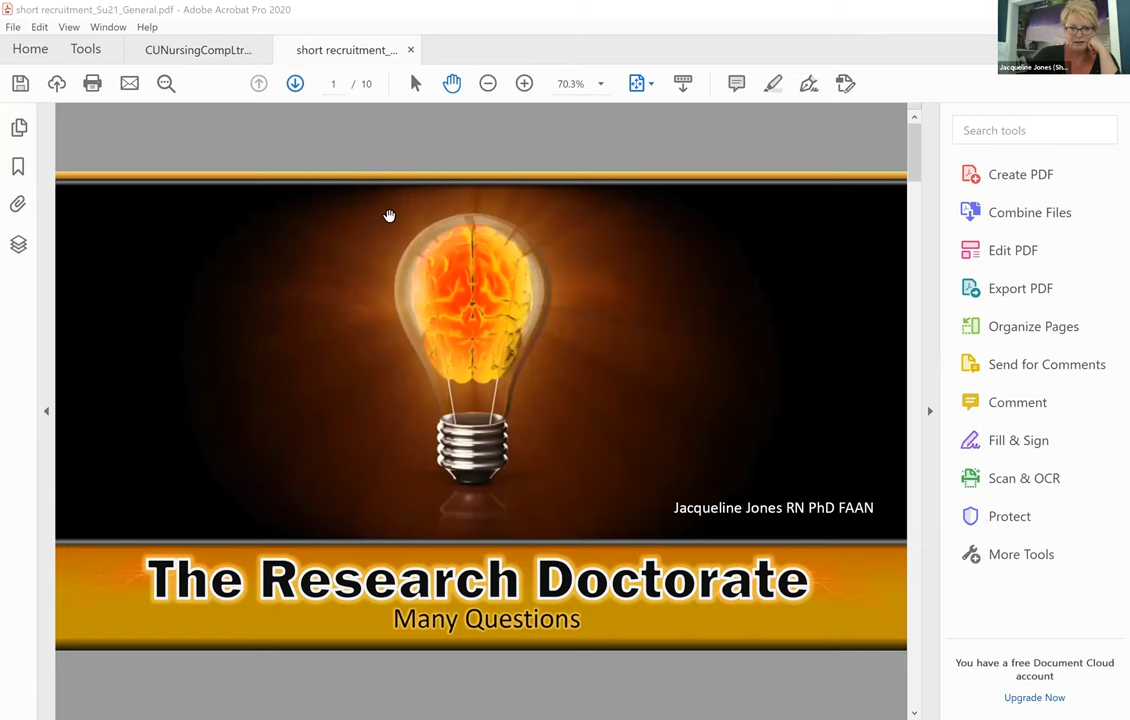 short recruitment_Su21_General.pdf - Adobe Acrobat Pro 2020
File Edit View Window Help
Home Tools CUNursingCompLtr... short recruitment_... ×
1 / 10 70.3%
Jacqueline Jones (Sh...
Search tools
Create PDF
Combine Files
Edit PDF
Export PDF
Organize Pages
Send for Comments
Comment
Fill & Sign
Scan & OCR
Protect
More Tools
Jacqueline Jones RN PhD FAAN
The Research Doctorate
Many Questions
You have a free Document Cloud
account
Upgrade Now